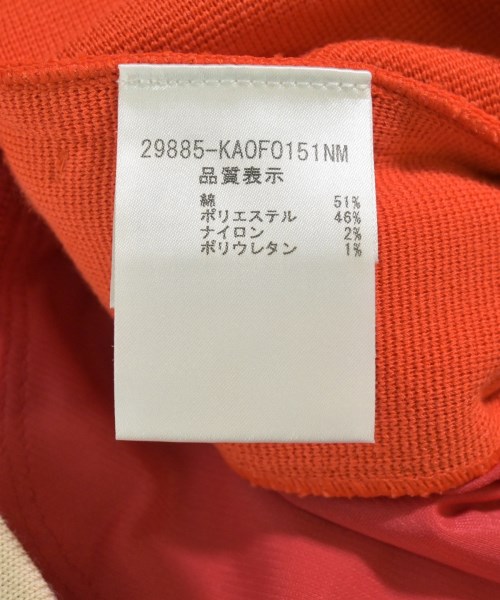 29885-KAOF0151NM
品質表示
綿 51%
ポリエステル 46%
ナイロン 2%
ポリウレタン 1%